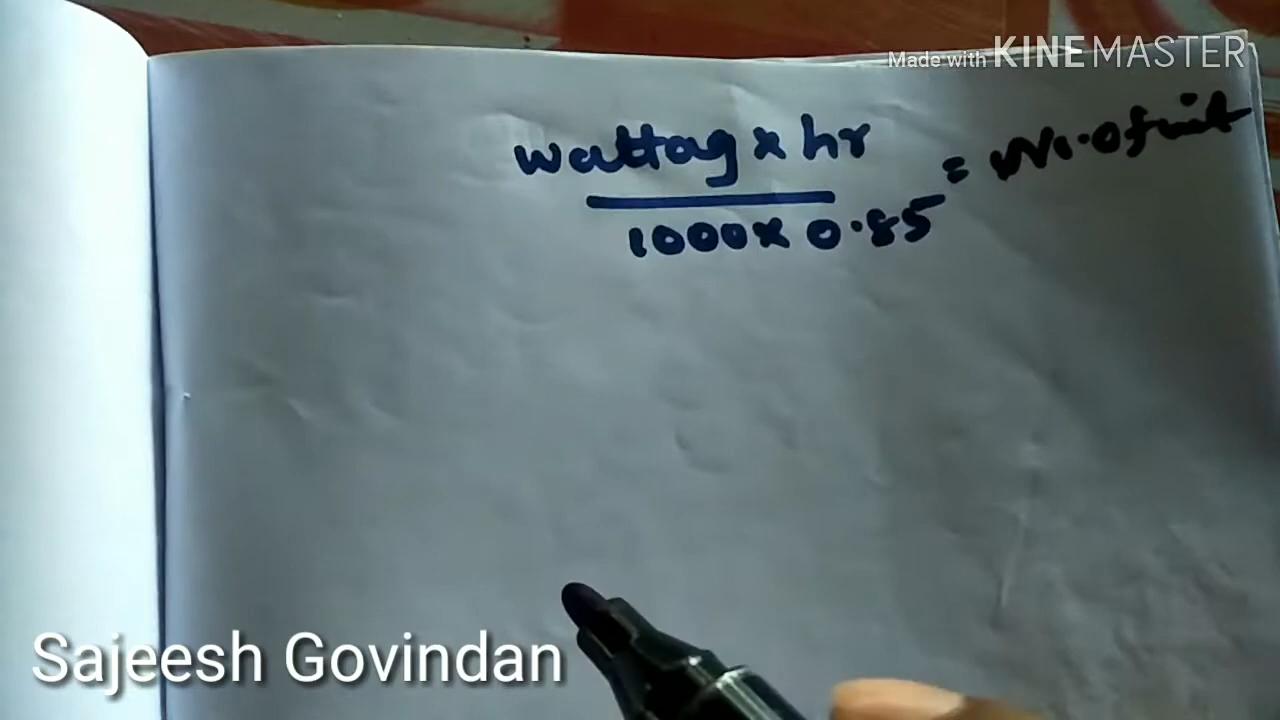 Made with KINEMASTER
wattag x hr
1000 x 0.85
= No. of unit
Sajeesh Govindan